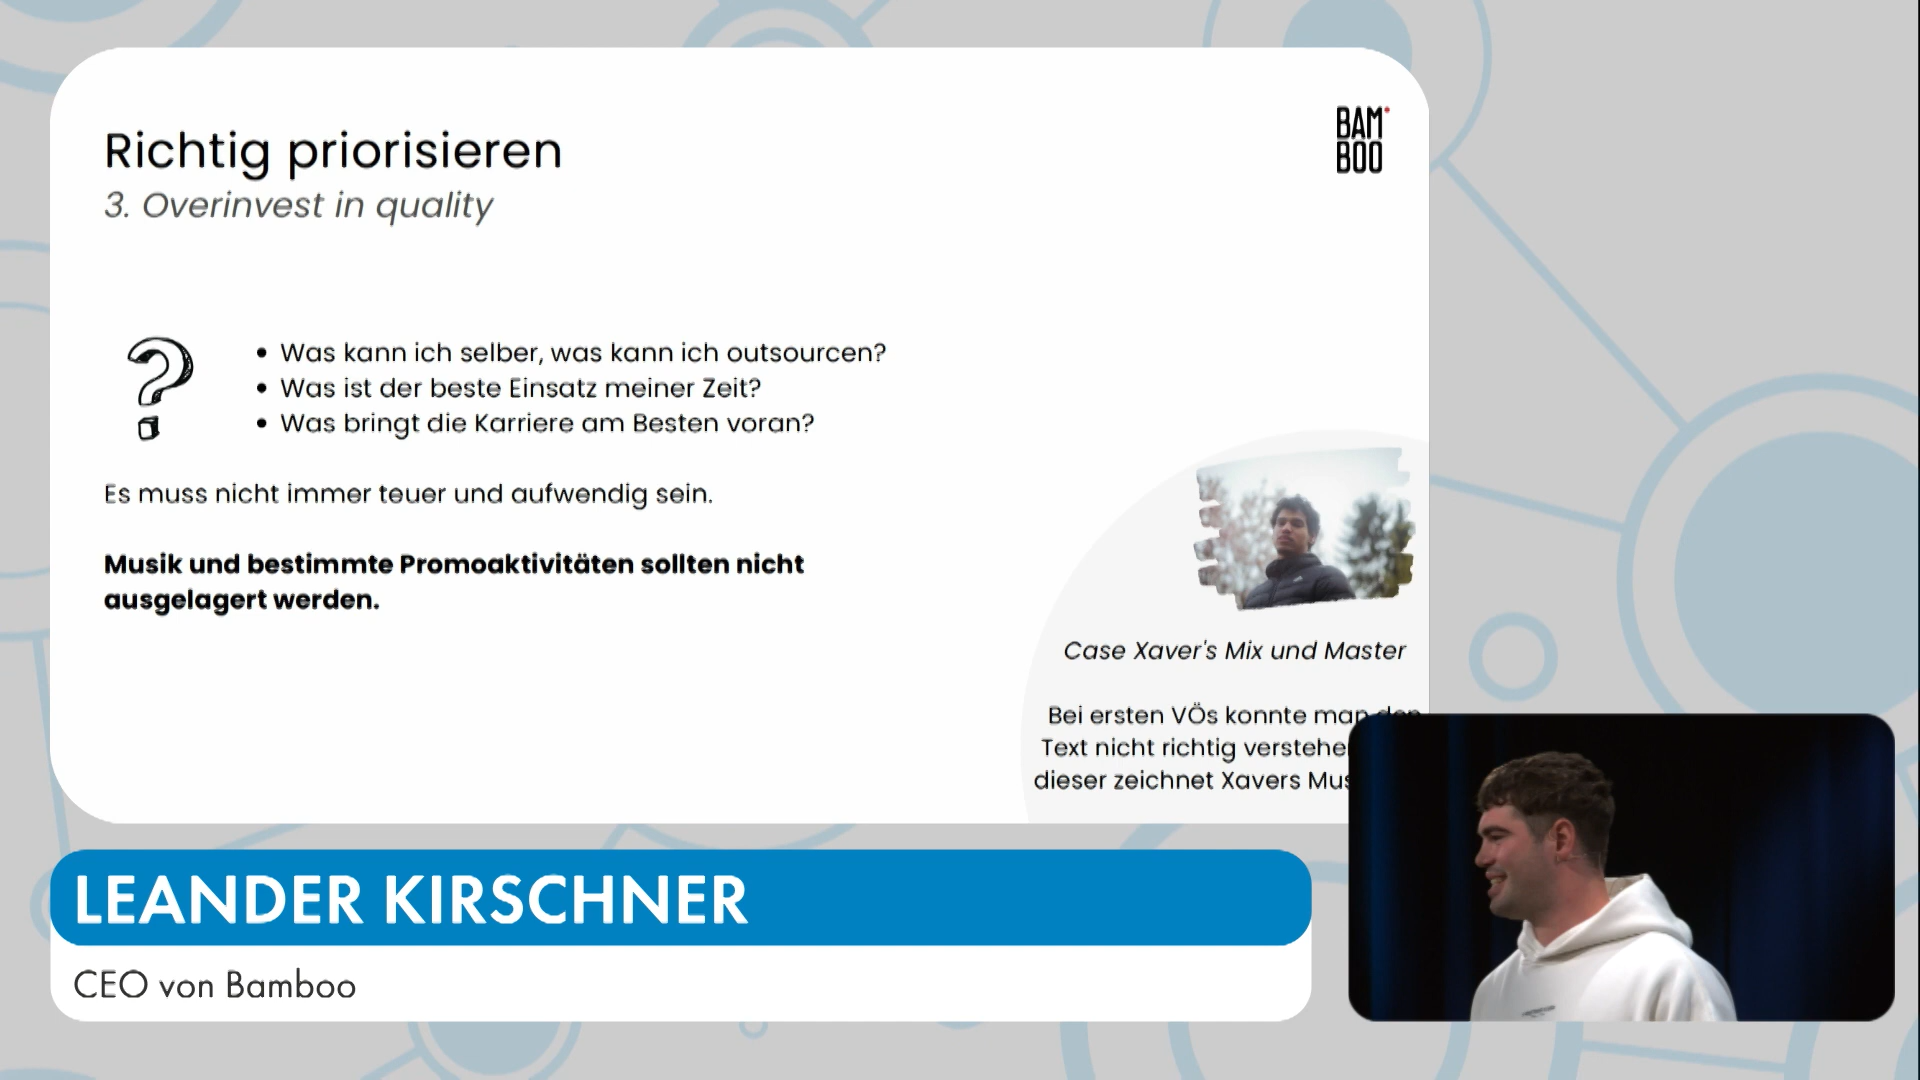 Richtig priorisieren
3. Overinvest in quality
BAM
BOO
?
• Was kann ich selber, was kann ich outsourcen?
• Was ist der beste Einsatz meiner Zeit?
• Was bringt die Karriere am Besten voran?
Es muss nicht immer teuer und aufwendig sein.
Musik und bestimmte Promoaktivitäten sollten nicht
ausgelagert werden.
Case Xaver's Mix und Master
Bei ersten VÖs konnte man den
Text nicht richtig verstehe
dieser zeichnet Xavers Mus
LEANDER KIRSCHNER
CEO von Bamboo